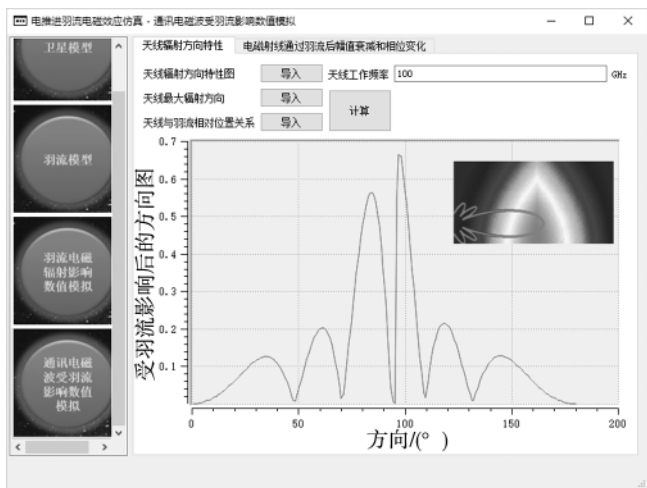 电推进羽流电磁效应仿真 - 通讯电磁波受羽流影响数值模拟
卫星模型
羽流模型
羽流电磁
辐射影响
数值模拟
通讯电磁
波受羽流
影响数值
模拟
天线辐射方向特性
电磁射线通过羽流后幅值衰减和相位变化
天线辐射方向特性图
导入
天线工作频率
100
GHz
天线最大辐射方向
导入
计算
天线与羽流相对位置关系
导入
受羽流影响后的方向图
0.7
0.6
0.5
0.4
0.3
0.2
0.1
0
50
100
150
200
方向/(°)